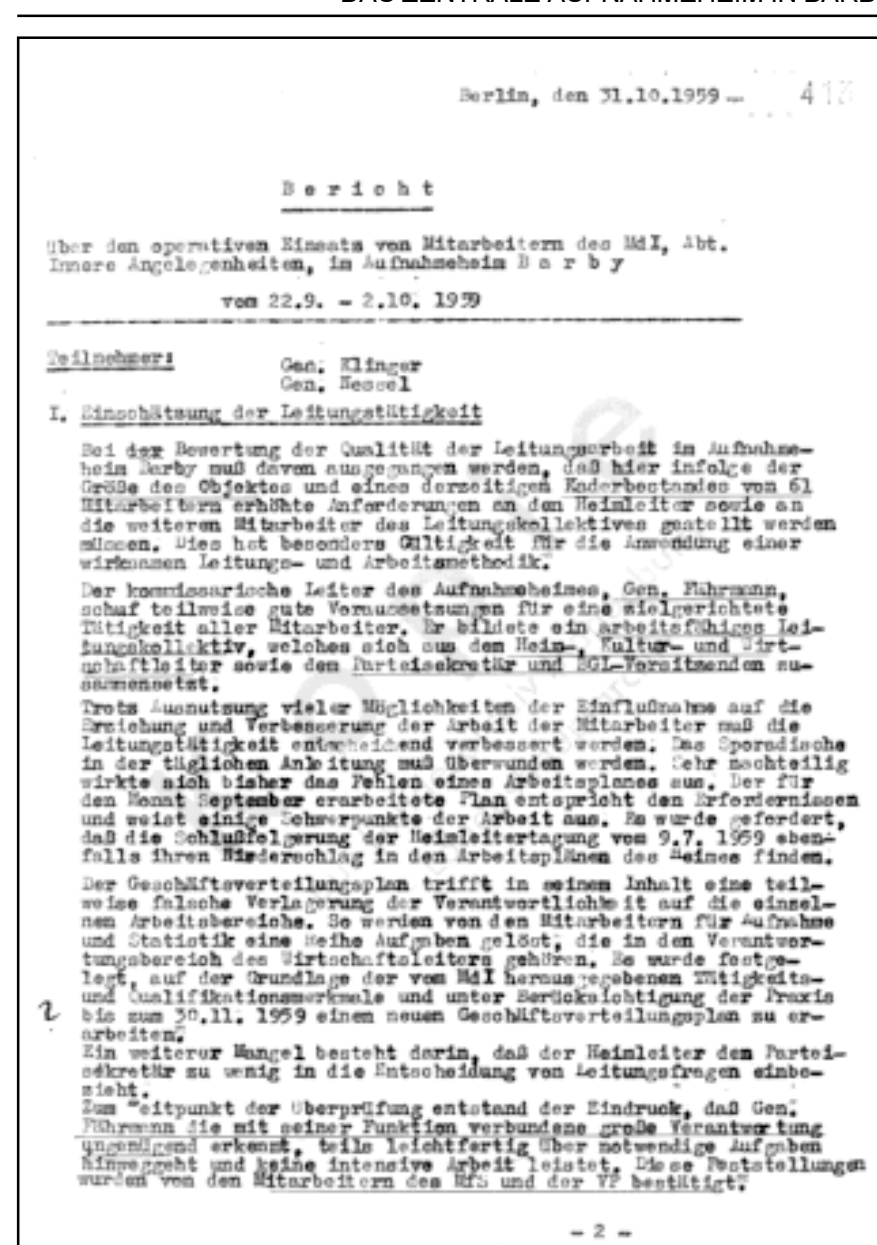 Berlin, den 31.10.1959
B e r i c h t
über den operativen Einsatz von Mitarbeitern des MdI, Abt.
Innere Angelegenheiten, im Aufnahmeheim B a r b y
vom 22.9. - 2.10. 1959
Teilnehmer:
Gen. Klinger
Gen. Nessel
I. Einschätzung der Leitungstätigkeit
Bei der Bewertung der Qualität der Leitungsarbeit im Aufnahme-
heim Barby muß davon ausgegangen werden, daß hier infolge der
Größe des Objektes und eines derzeitigen Kaderbestandes von 61
Mitarbeitern erhöhte Anforderungen an den Heimleiter sowie an
die weiteren Mitarbeiter des Leitungskollektives gestellt werden
müssen. Dies hat besonders Gültigkeit für die Anwendung einer
wirksamen Leitungs- und Arbeitsmethodik.
Der kommissarische Leiter des Aufnahmeheimes, Gen. Führmann,
schuf teilweise gute Voraussetzungen für eine zielgerichtete
Tätigkeit aller Mitarbeiter. Er bildete ein arbeitsfähiges Lei-
tungskollektiv, welches sich aus dem Heim-, Kultur- und Wirt-
schaftleiter sowie dem Parteisekretär und BGL-Vorsitzenden zu-
sammensetzt.
Trotz Ausnutzung vieler Möglichkeiten der Einflußnahme auf die
Erziehung und Verbesserung der Arbeit der Mitarbeiter muß die
Leitungstätigkeit entscheidend verbessert werden. Das Sporadische
in der täglichen Anleitung muß überwunden werden. Sehr nachteilig
wirkte sich bisher das Fehlen eines Arbeitsplanes aus. Der für
den Monat September erarbeitete Plan entspricht den Erfordernissen
und weist einige Schwerpunkte der Arbeit aus. Es wurde gefordert,
daß die Schlußfolgerung der Heimleitertagung vom 9.7. 1959 eben-
falls ihren Niederschlag in den Arbeitsplänen des Heimes finden.
Der Geschäftsverteilungsplan trifft in seinem Inhalt eine teil-
weise falsche Verlagerung der Verantwortlichkeit auf die einzel-
nen Arbeitsbereiche. So werden von den Mitarbeitern für Aufnahme
und Statistik eine Reihe Aufgaben gelöst, die in den Verantwor-
tungsbereich des Wirtschaftsleiters gehören. Es wurde festge-
legt, auf der Grundlage der vom MdI herausgegebenen Tätigkeits-
und Qualifikationsmerkmale und unter Berücksichtigung der Praxis
bis zum 30.11. 1959 einen neuen Geschäftsverteilungsplan zu er-
arbeiten.
Ein weiterer Mangel besteht darin, daß der Heimleiter den Partei-
sekretär zu wenig in die Entscheidung von Leitungsfragen einbe-
zieht.
Zum Zeitpunkt der Überprüfung entstand der Eindruck, daß Gen.
Führmann die mit seiner Funktion verbundene große Verantwortung
ungenügend erkennt, teils leichtfertig über notwendige Aufgaben
hinweggeht und keine intensive Arbeit leistet. Diese Feststellungen
wurden von den Mitarbeitern des MfS und der VP bestätigt.
- 2 -